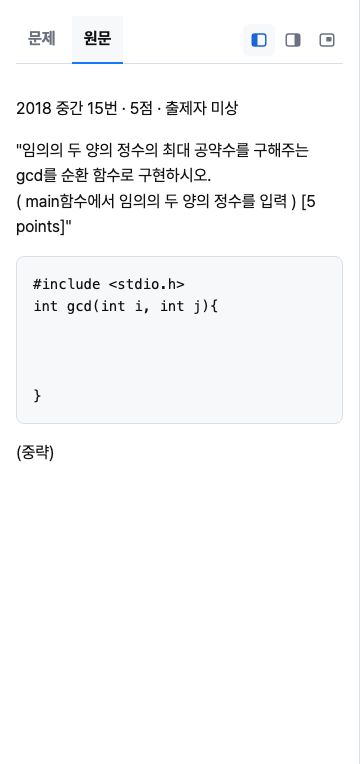 문제 원문
2018 중간 15번 · 5점 · 출제자 미상
"임의의 두 양의 정수의 최대 공약수를 구해주는
gcd를 순환 함수로 구현하시오.
( main함수에서 임의의 두 양의 정수를 입력 ) [5
points]"
#include <stdio.h>
int gcd(int i, int j){
}
(중략)